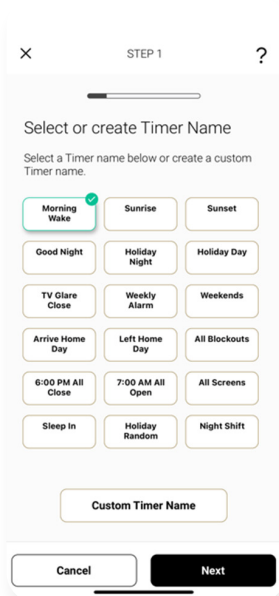 STEP 1
?
Select or create Timer Name
Select a Timer name below or create a custom
Timer name.
Morning
Wake
Sunrise
Sunset
Good Night
Holiday
Night
Holiday Day
TV Glare
Close
Weekly
Alarm
Weekends
Arrive Home
Day
Left Home
Day
All Blockouts
6:00 PM All
Close
7:00 AM All
Open
All Screens
Sleep In
Holiday
Random
Night Shift
Custom Timer Name
Cancel
Next